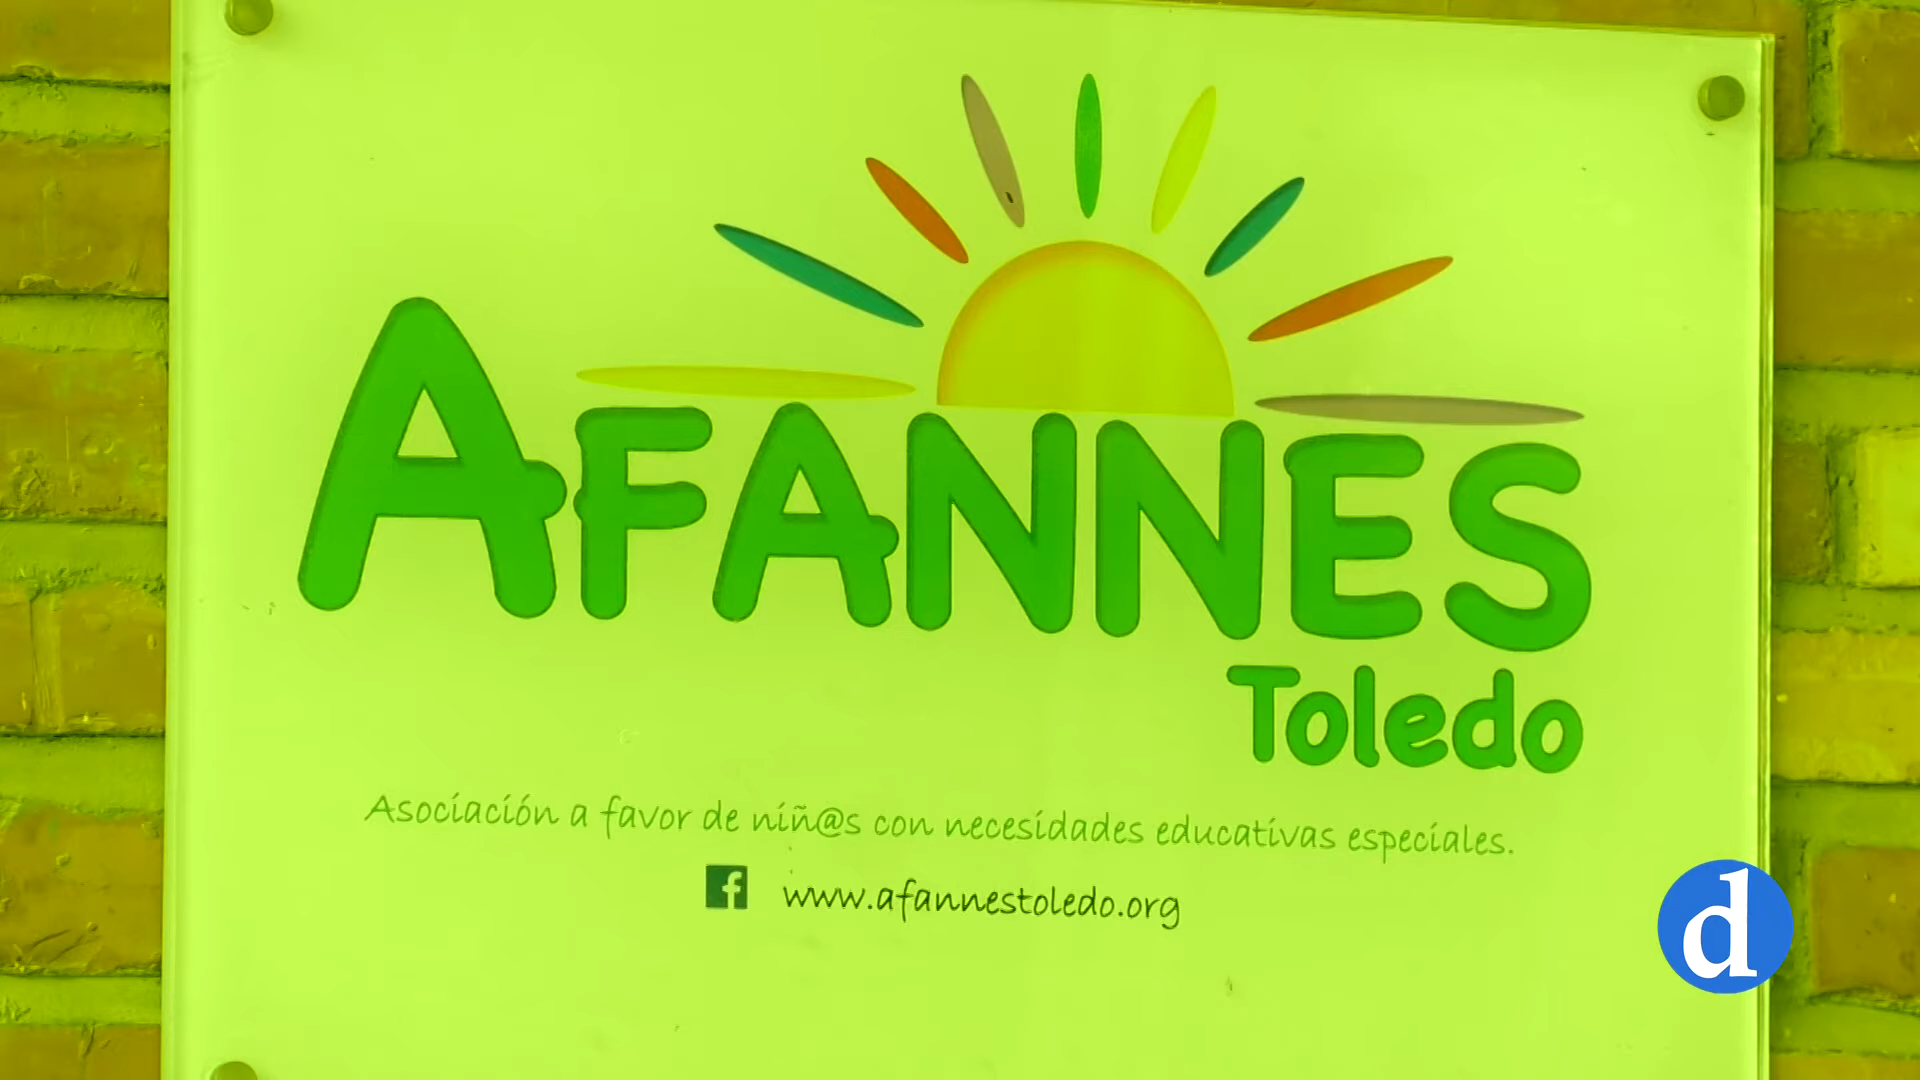 AFANNES
Toledo
Asociación a favor de niñ@s con necesidades educativas especiales.
f www.afannestoledo.org
d